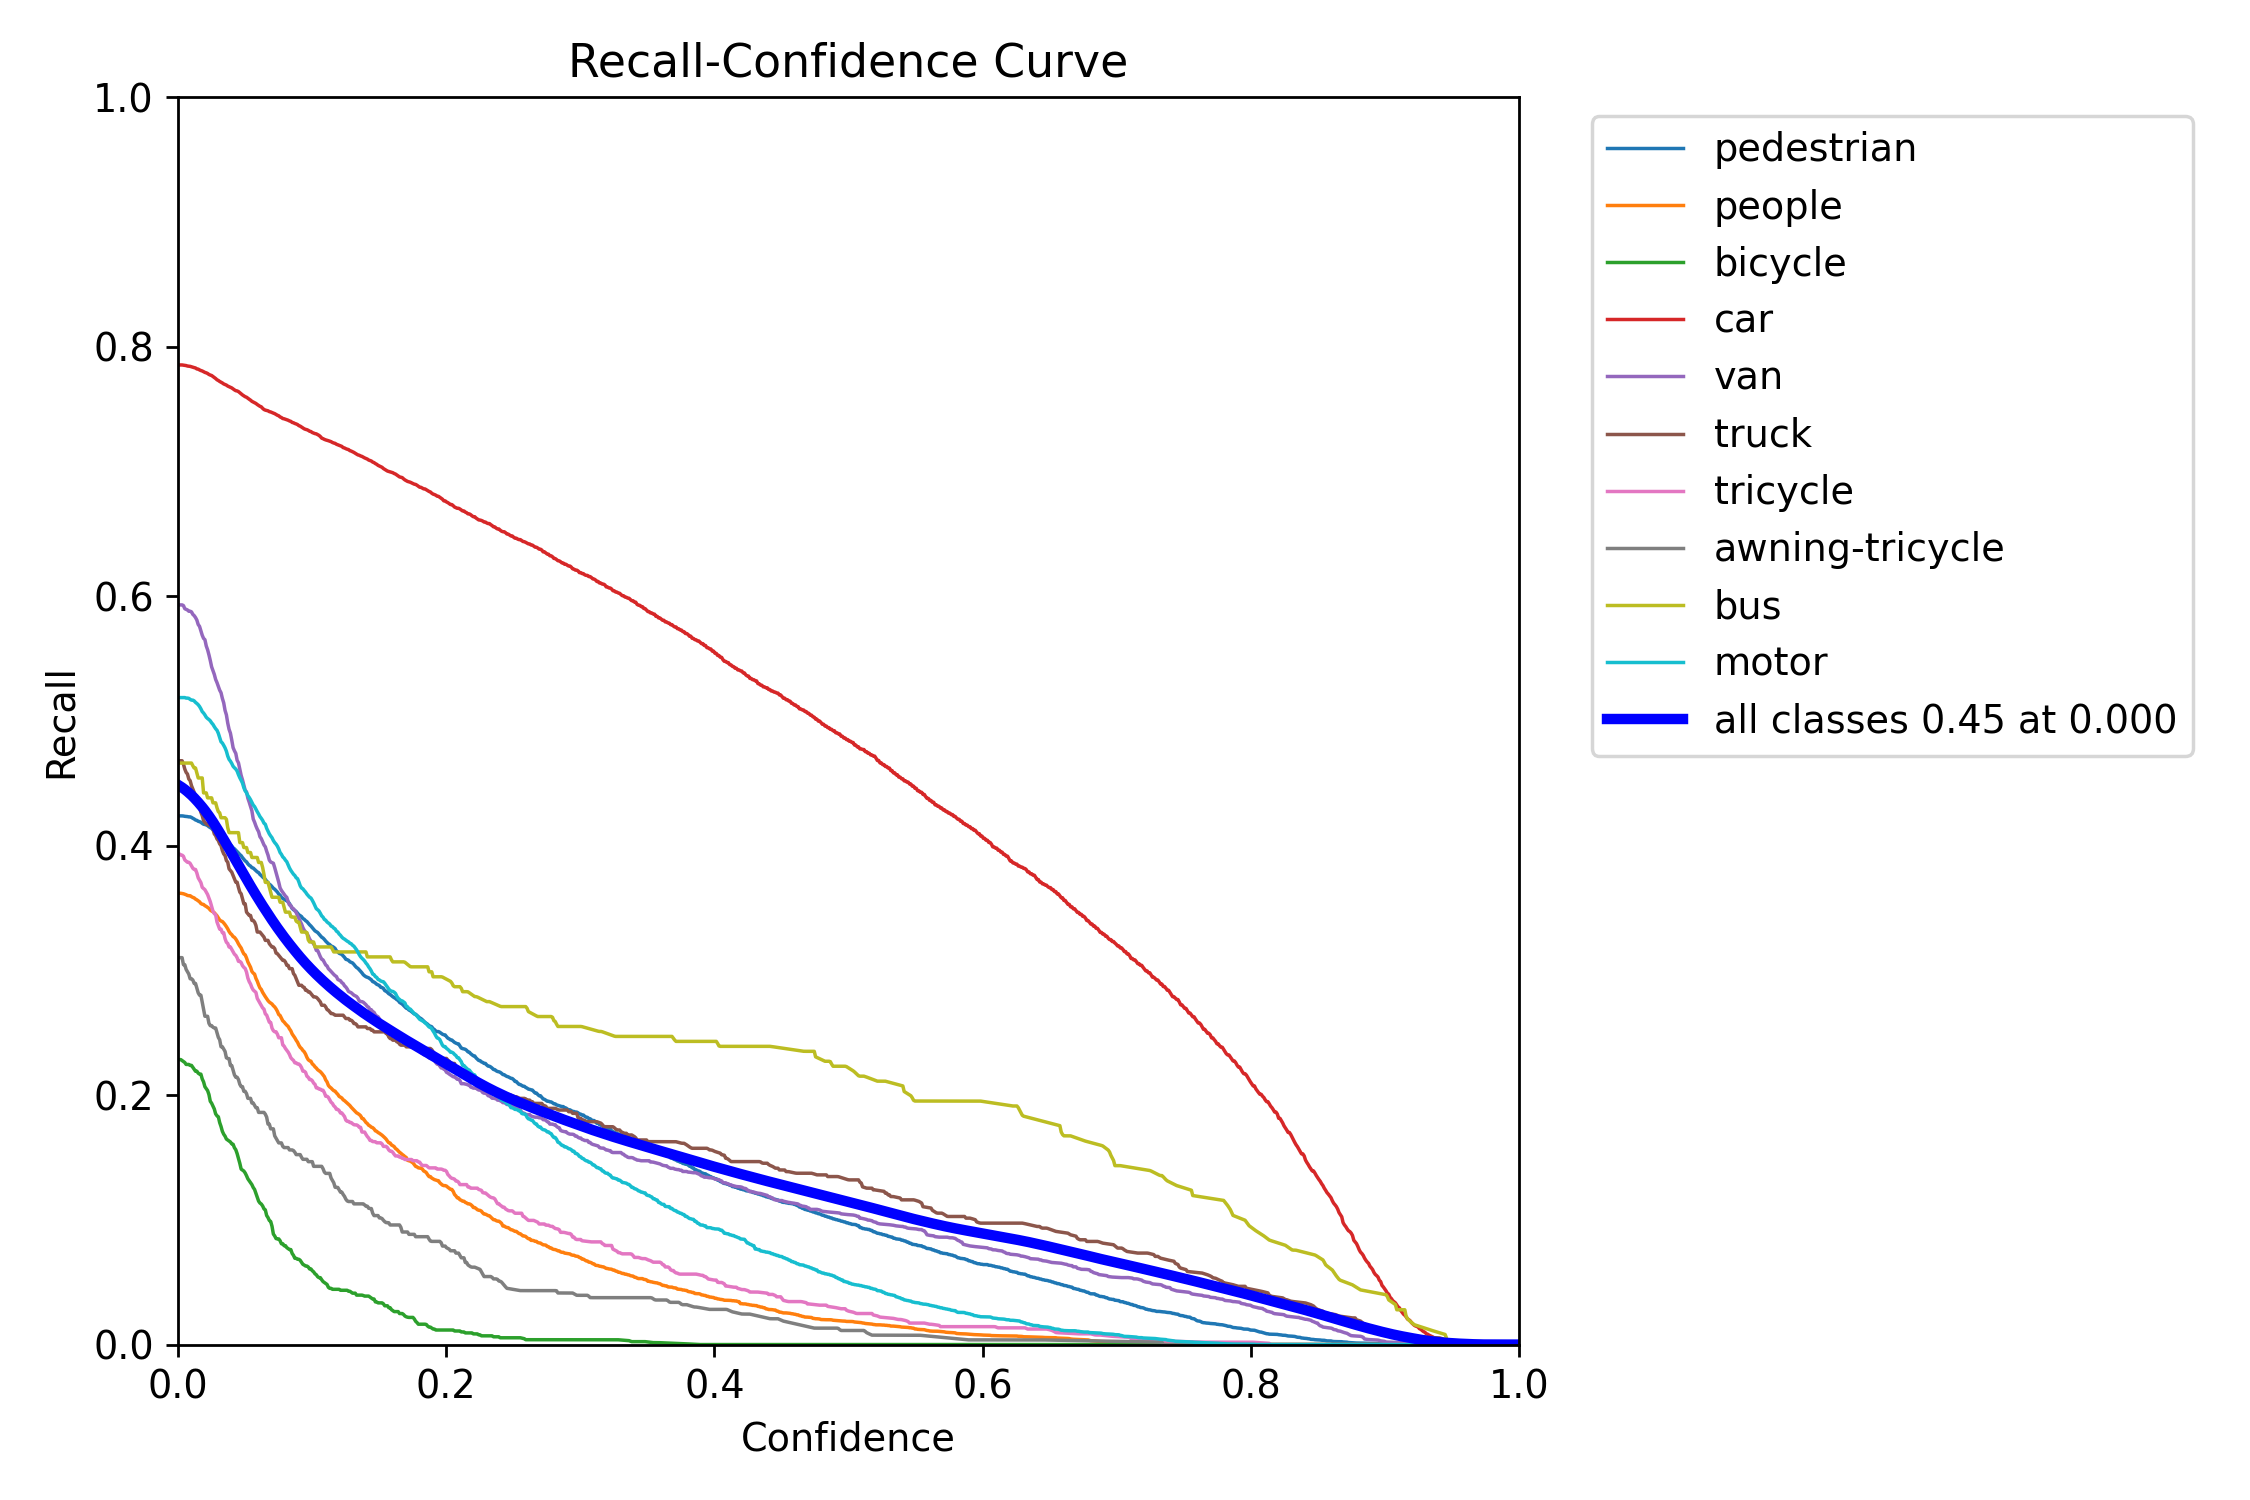 Recall-Confidence Curve
1.0
0.8
0.6
0.4
0.2
0.0
Recall
0.0 0.2 0.4 0.6 0.8 1.0
Confidence
pedestrian
people
bicycle
car
van
truck
tricycle
awning-tricycle
bus
motor
all classes 0.45 at 0.000